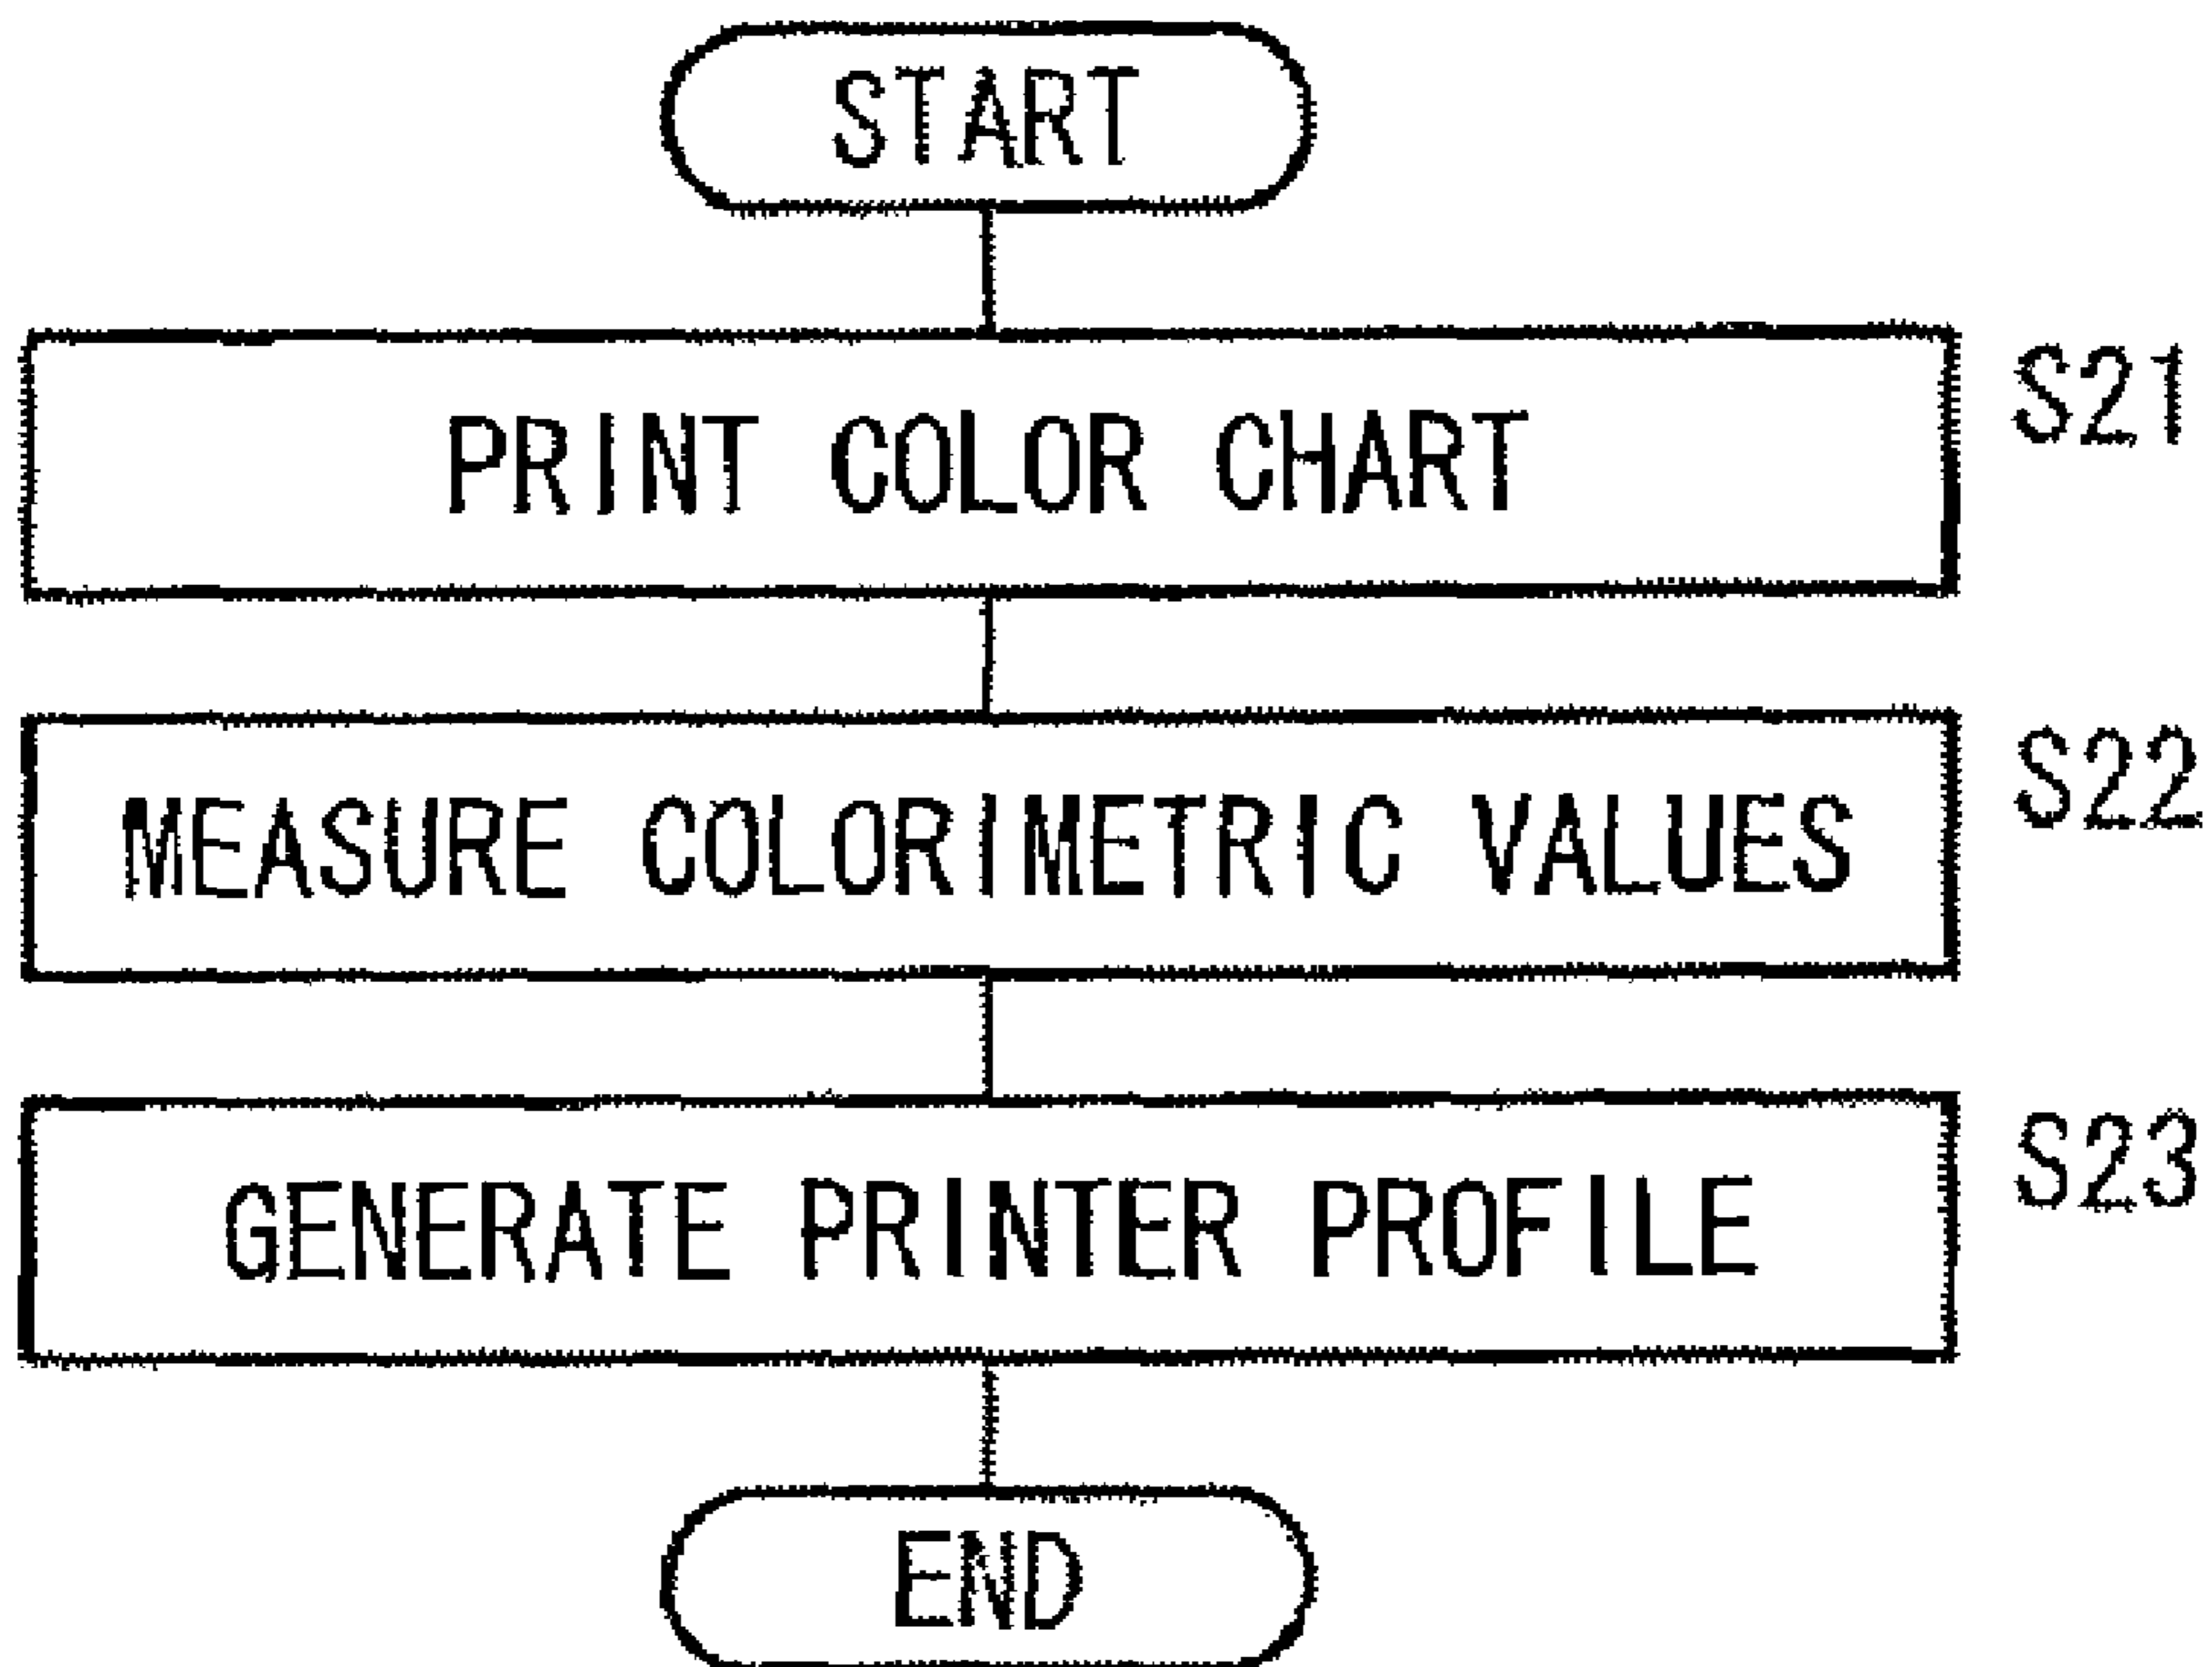 START
PRINT COLOR CHART
S21
MEASURE COLORIMETRIC VALUES
S22
GENERATE PRINTER PROFILE
S23
END